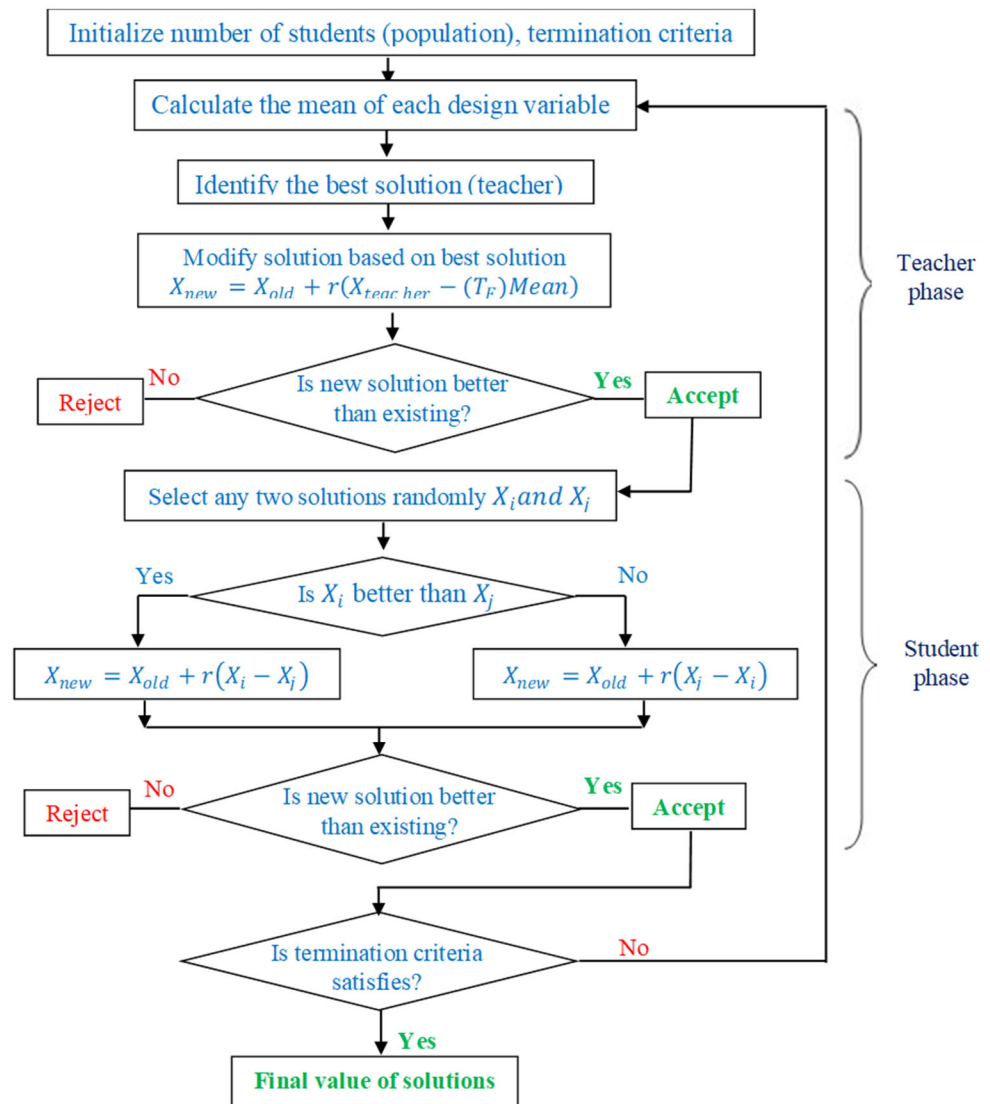 Initialize number of students (population), termination criteria
Calculate the mean of each design variable
Identify the best solution (teacher)
Modify solution based on best solution
X_new = X_old + r(X_teacher − (T_F)Mean)
Teacher
phase
Is new solution better
than existing?
No
Reject
Yes
Accept
Select any two solutions randomly X_i and X_j
Is X_i better than X_j
Yes
No
X_new = X_old + r(X_i − X_j)
X_new = X_old + r(X_j − X_i)
Student
phase
Is new solution better
than existing?
No
Reject
Yes
Accept
Is termination criteria
satisfies?
No
Yes
Final value of solutions